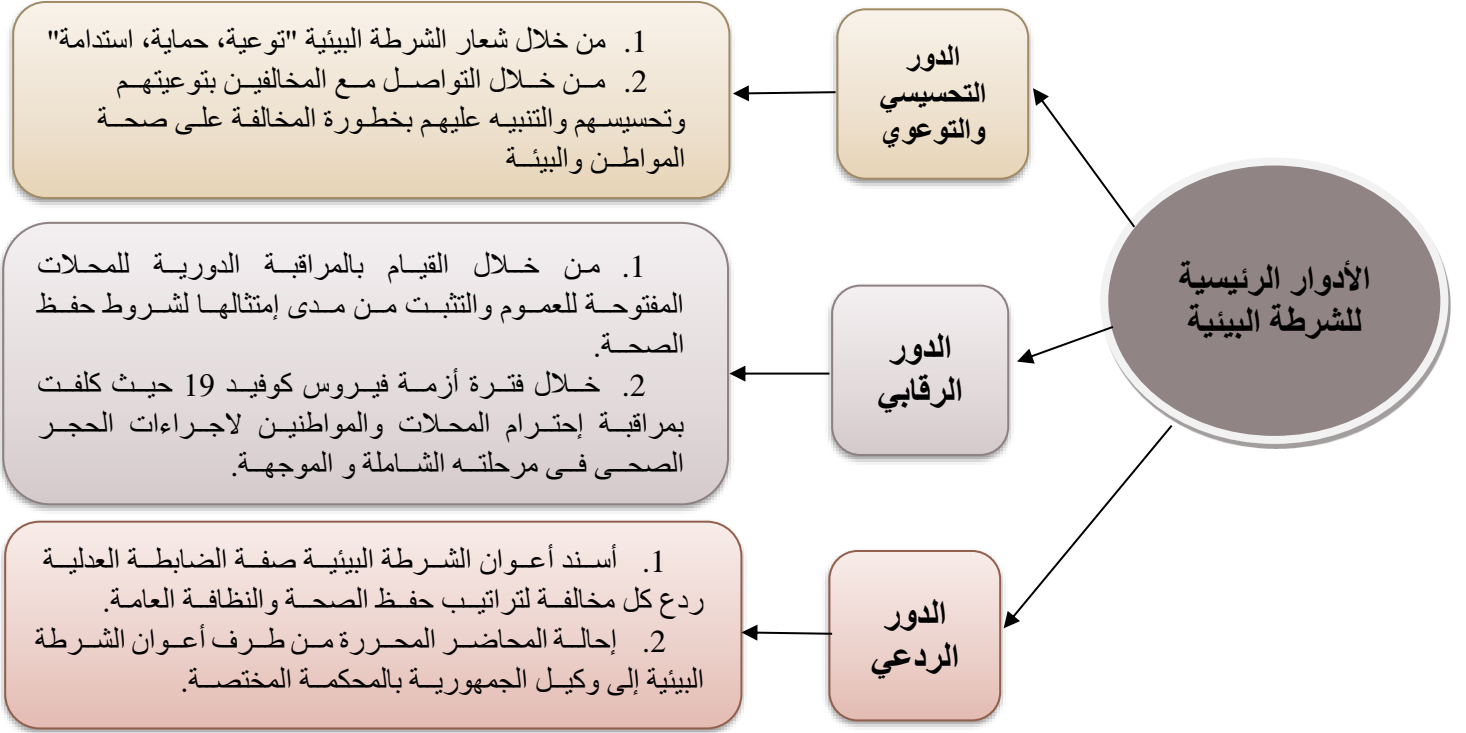 الأدوار الرئيسية
للشرطة البيئية
الدور
التحسيسي
والتوعوي
1. من خلال شعار الشرطة البيئية "توعية، حماية، استدامة"
2. من خلال التواصل مع المخالفين بتوعيتهم
وتحسيسهم والتنبيه عليهم بخطورة المخالفة على صحة
المواطن والبيئة
الدور
الرقابي
1. من خلال القيام بالمراقبة الدورية للمحلات
المفتوحة للعموم والتثبت من مدى إمتثالها لشروط حفظ
الصحة.
2. خلال فترة أزمة فيروس كوفيد 19 حيث كلفت
بمراقبة إحترام المحلات والمواطنين لاجراءات الحجر
الصحى فى مرحلته الشاملة و الموجهة.
الدور
الردعي
1. أسند أعوان الشرطة البيئية صفة الضابطة العدلية
ردع كل مخالفة لتراتيب حفظ الصحة والنظافة العامة.
2. إحالة المحاضر المحررة من طرف أعوان الشرطة
البيئية إلى وكيل الجمهورية بالمحكمة المختصة.